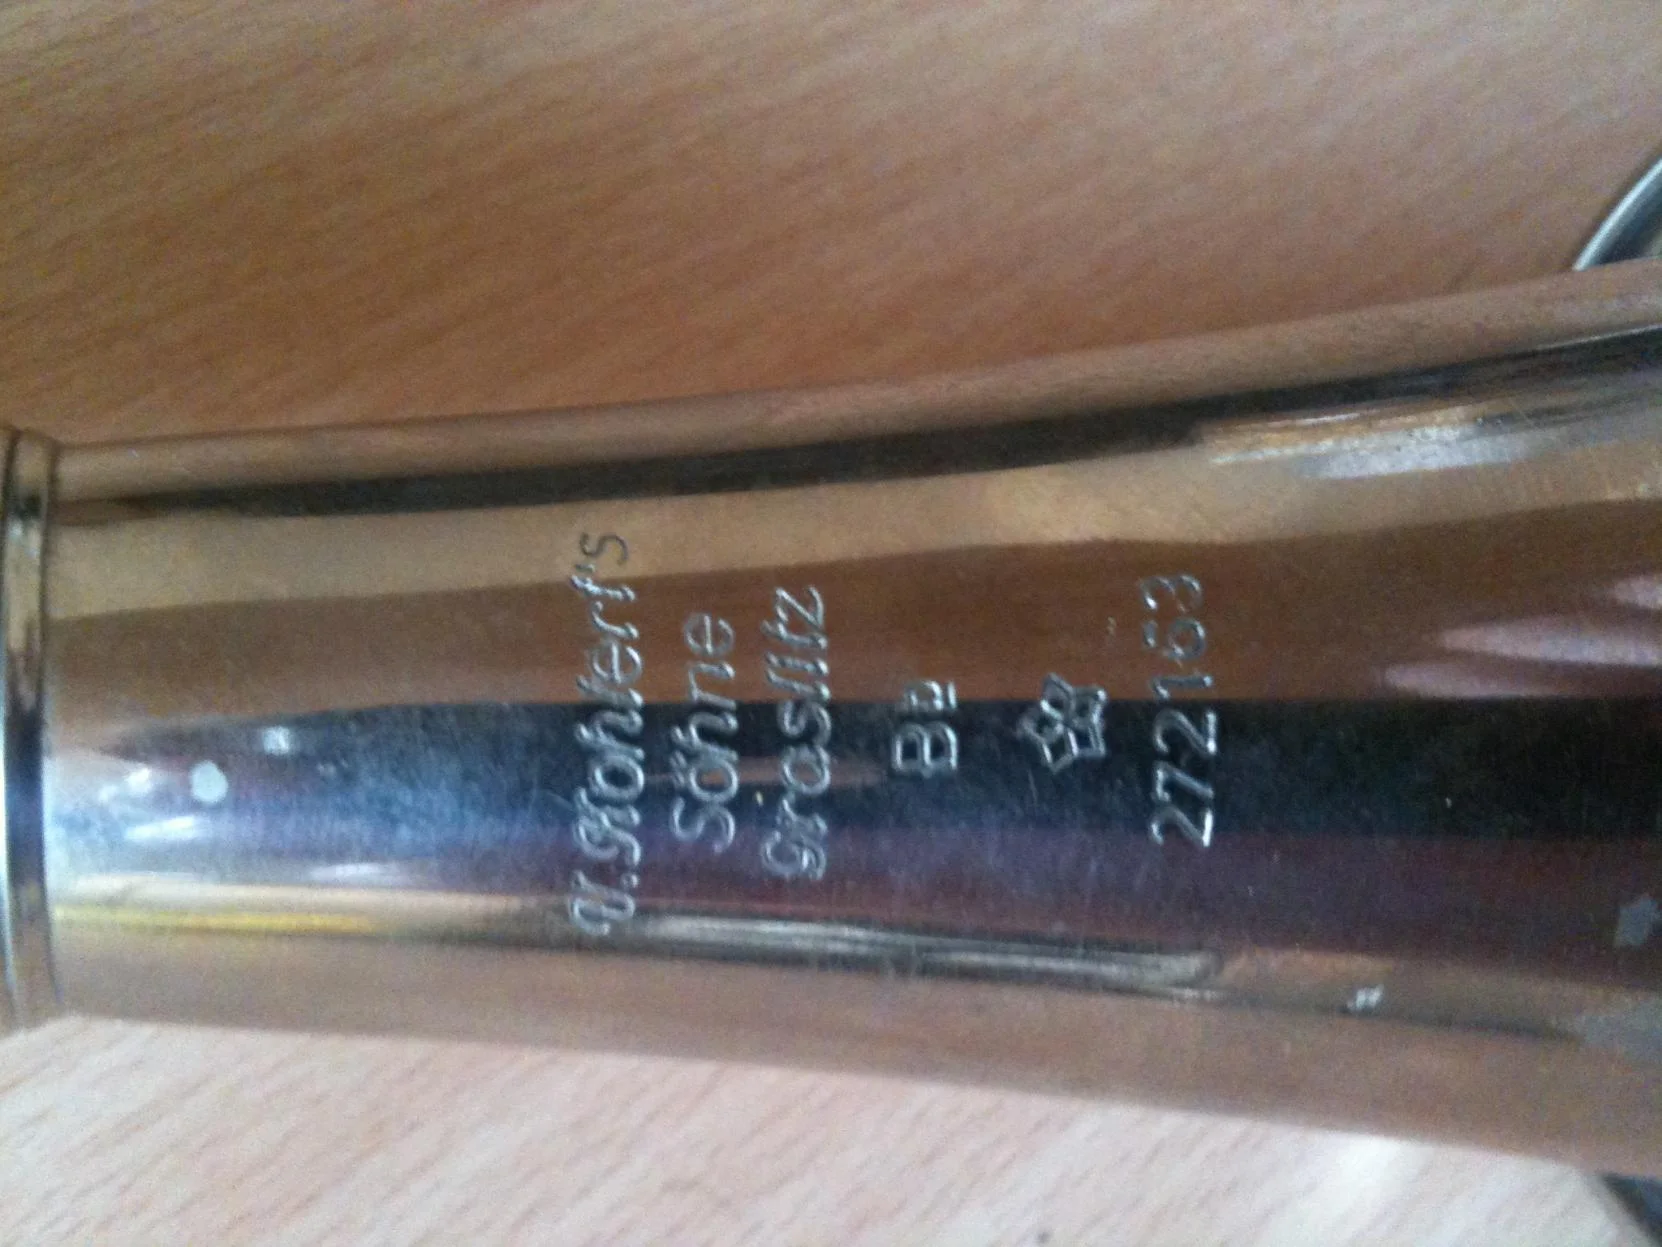 V. Kohlert's
Söhne
Graslitz
272163